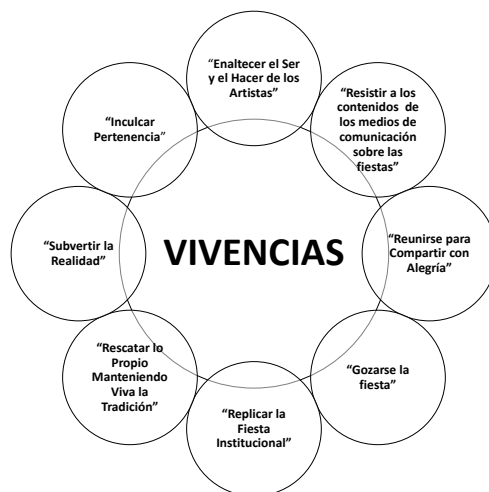 “Enaltecer el Ser
y el Hacer de los
Artistas”
“Resistir a los
contenidos de
los medios de
comunicación
sobre las
fiestas”
“Reunirse para
Compartir con
Alegría”
“Gozarse la
fiesta”
“Replicar la
Fiesta
Institucional”
“Rescatar lo
Propio
Manteniendo
Viva la
Tradición”
“Subvertir la
Realidad”
“Inculcar
Pertenencia”
VIVENCIAS